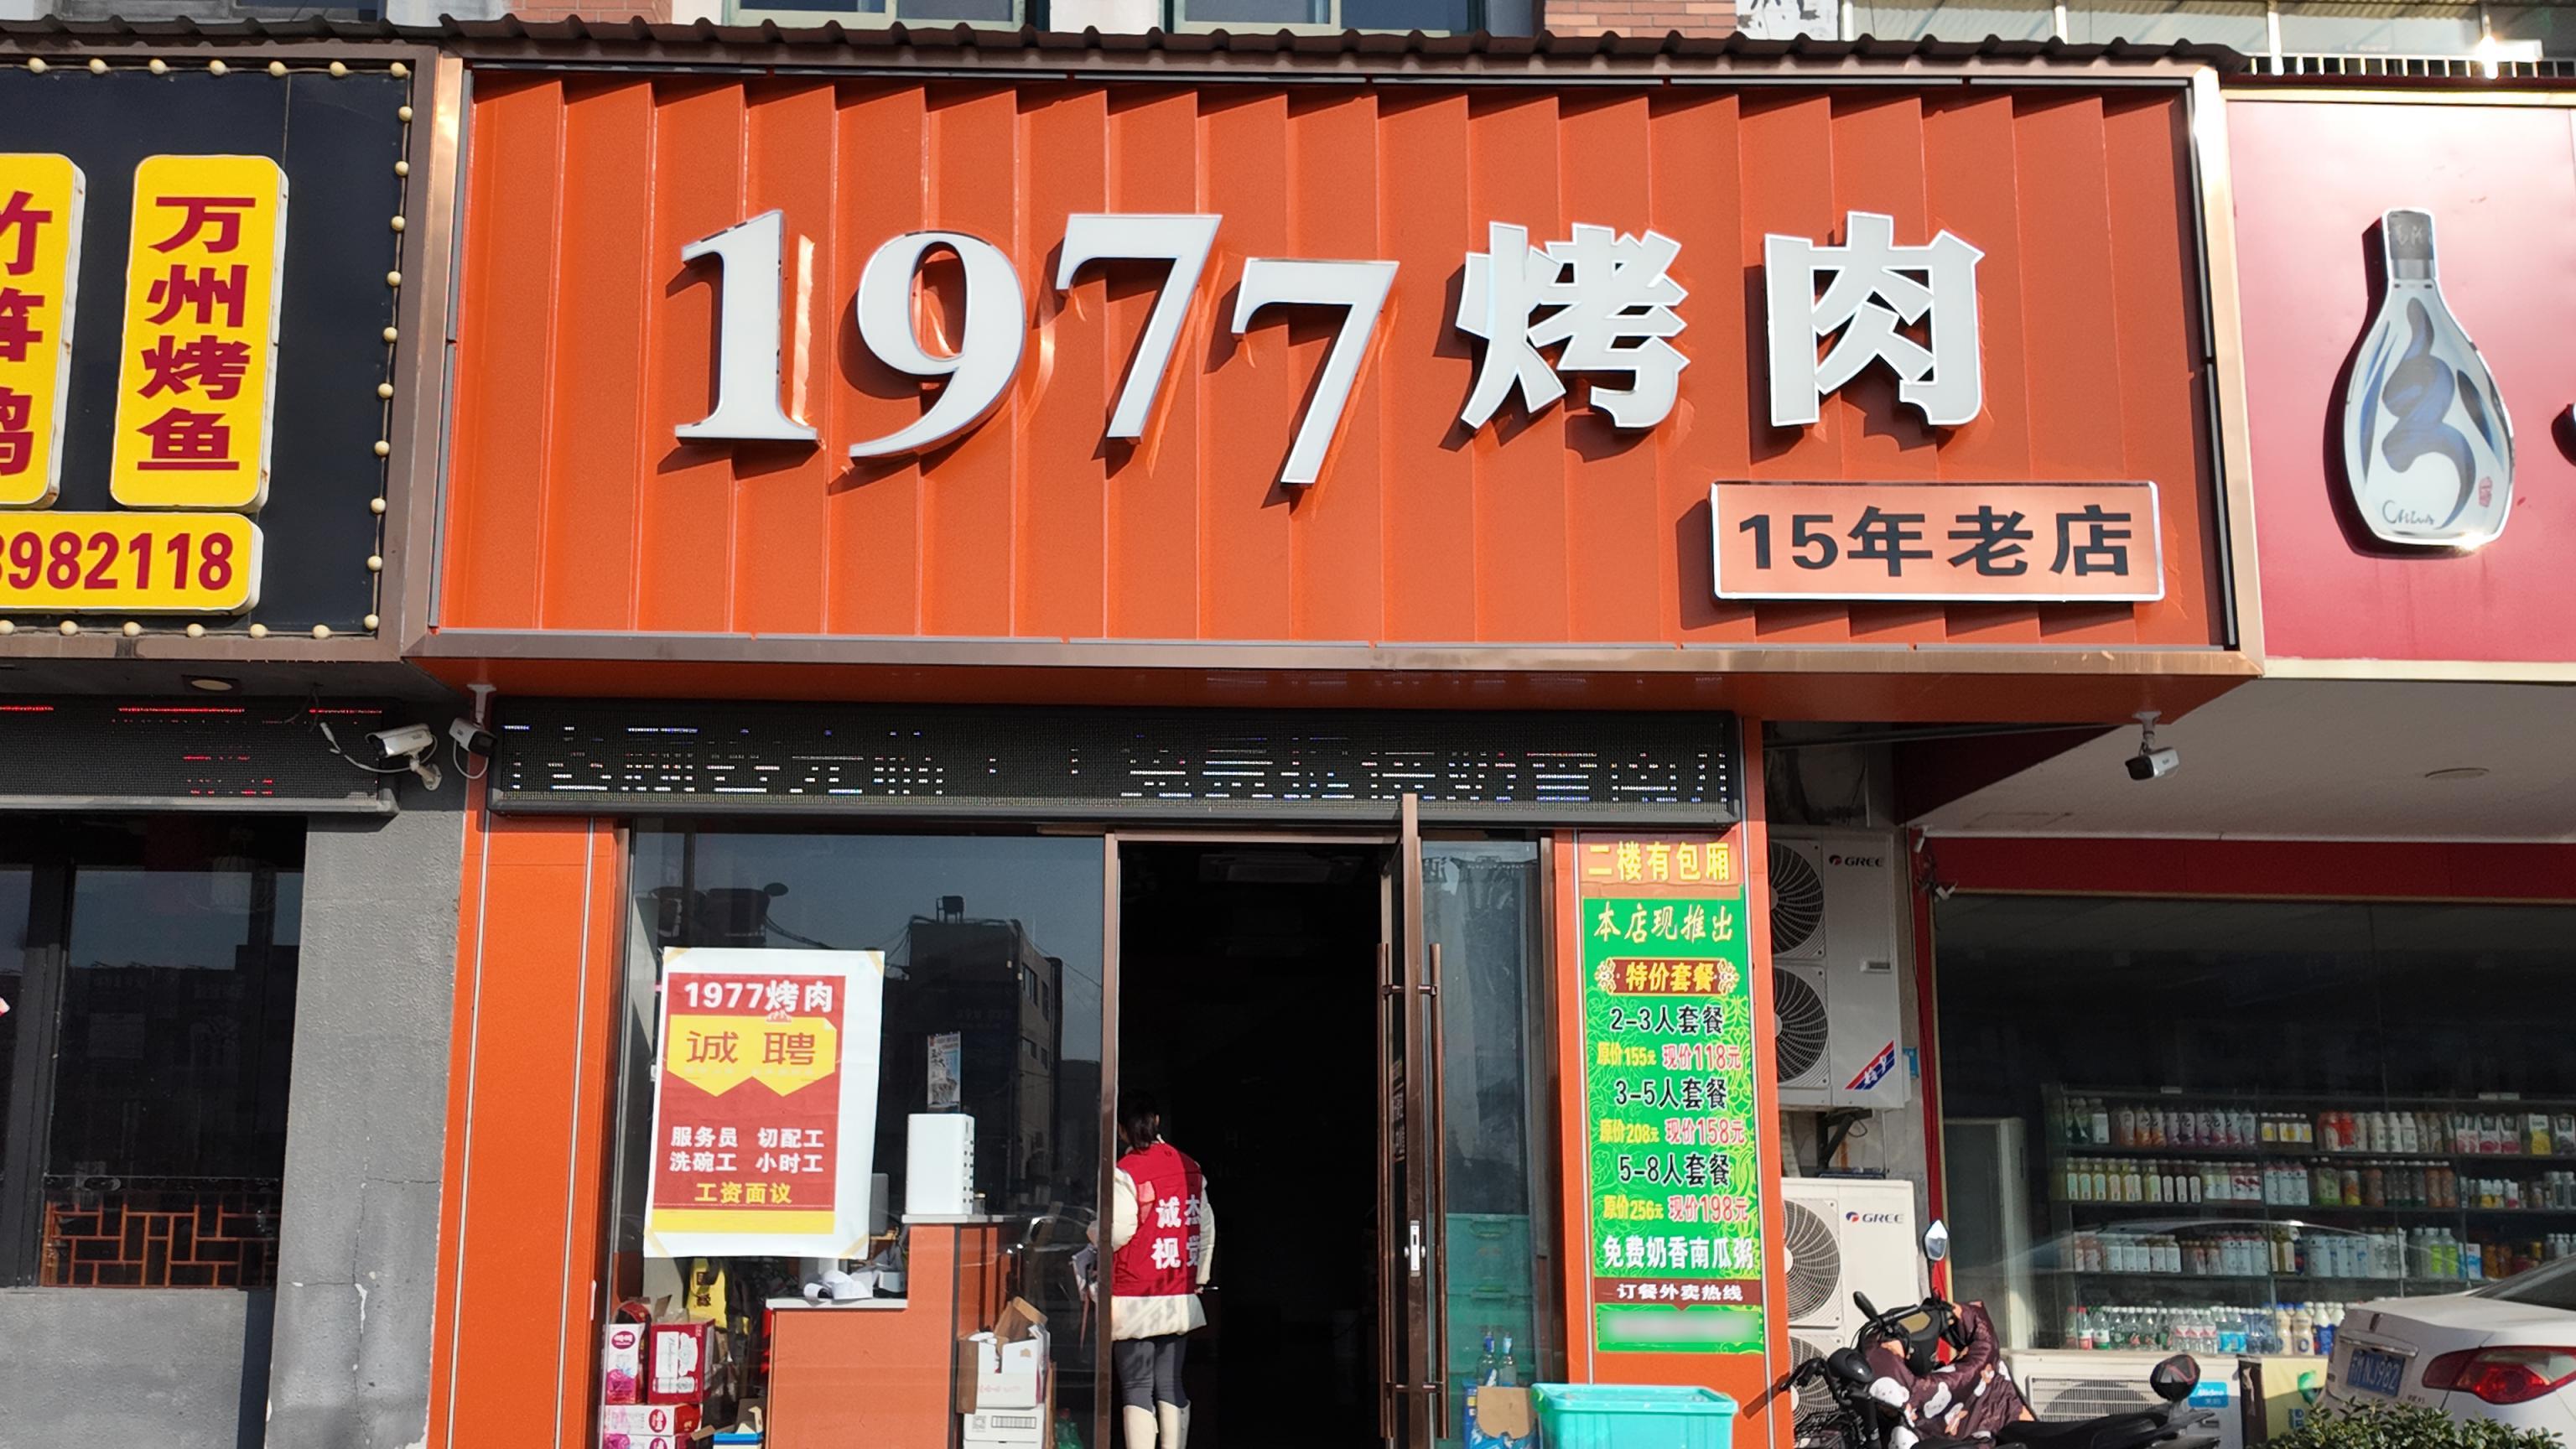 万州烤鱼
3982118
1977烤肉
15年老店
1977烤肉
诚聘
服务员 切配工
洗碗工 小时工
工资面议
诚杰
视觉
二楼有包厢
本店现推出
特价套餐
2-3人套餐
原价155元 现价118元
3-5人套餐
原价208元 现价158元
5-8人套餐
原价256元 现价198元
免费奶香南瓜粥
订餐外卖热线
GREE
GREE